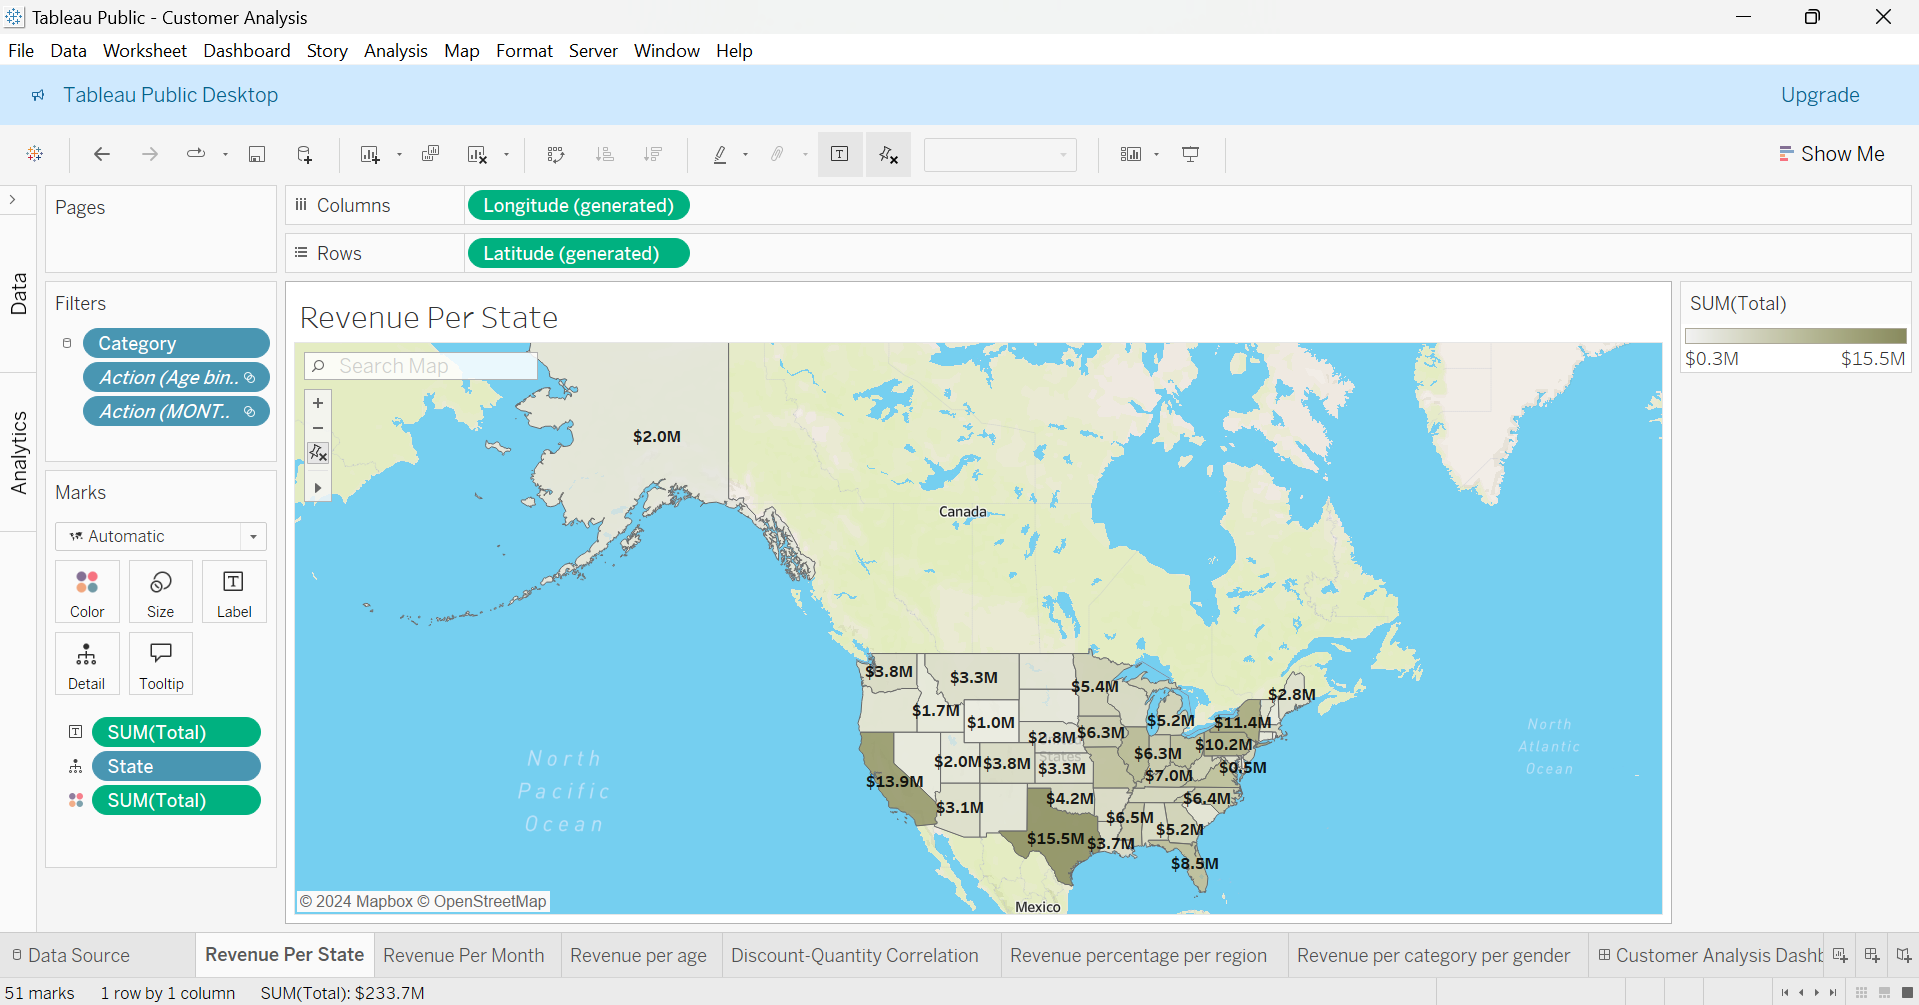 Tableau Public - Customer Analysis
File Data Worksheet Dashboard Story Analysis Map Format Server Window Help
Tableau Public Desktop
Upgrade
Show Me
Pages
Columns
Longitude (generated)
Rows
Latitude (generated)
Data
Analytics
Filters
Category
Action (Age bin..
Action (MONT..
Marks
Automatic
Color
Size
Label
Detail
Tooltip
SUM(Total)
State
SUM(Total)
Revenue Per State
Search Map
$2.0M
Canada
$3.8M
$3.3M
$5.4M
$2.8M
$1.7M
$1.0M
$5.2M
$11.4M
$2.8M
$6.3M
$6.3M
$10.2M
States
$2.0M
$3.8M
$3.3M
$7.0M
$0.5M
$13.9M
$3.1M
$4.2M
$6.4M
$6.5M
$5.2M
$15.5M
$3.7M
$8.5M
Mexico
North
Pacific
Ocean
North
Atlantic
Ocean
© 2024 Mapbox © OpenStreetMap
SUM(Total)
$0.3M
$15.5M
Data Source
Revenue Per State
Revenue Per Month
Revenue per age
Discount-Quantity Correlation
Revenue percentage per region
Revenue per category per gender
Customer Analysis Dashb
51 marks
1 row by 1 column
SUM(Total): $233.7M